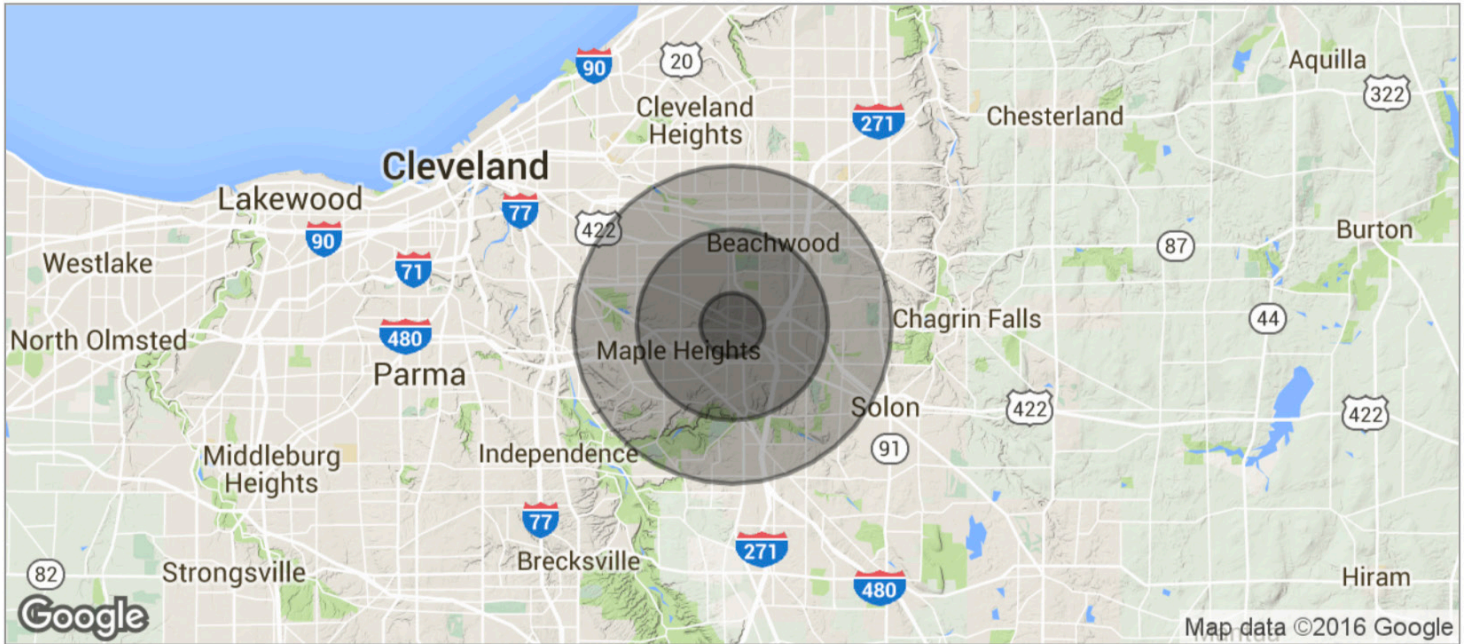 90
20
Aquilla
322
Cleveland
Heights
271
Chesterland
Cleveland
Lakewood
77
422
90
Beachwood
87
Burton
Westlake
71
480
North Olmsted
Chagrin Falls
44
Maple Heights
Parma
Solon
422
422
91
Middleburg
Heights
Independence
77
271
Brecksville
82
Strongsville
480
Hiram
Google
Map data ©2016 Google